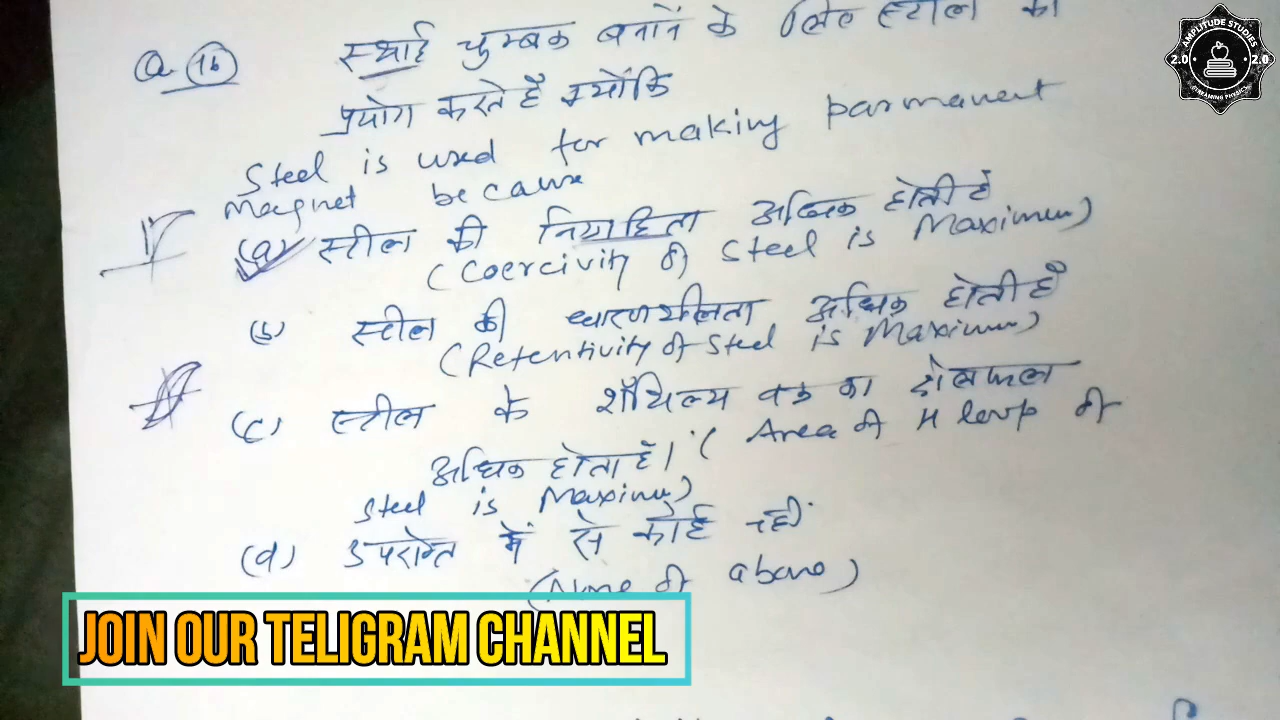 Q. 16 स्थाई चुम्बक बनाने के लिए स्टील का
प्रयोग करते हैं क्योंकि
Steel is used for making parmanent
Magnet because
(a) स्टील की निग्राहिता अधिक होती है
(Coercivity of Steel is Maximum)
(b) स्टील की धारणशीलता अधिक होती है
(Retentivity of Steel is Maximum)
(c) स्टील के शैथिल्य वक्र का क्षेत्रफल
अधिक होता है। (Area of H loop of
Steel is Maximum)
(d) उपरोक्त में से कोई नहीं
(None of above)
JOIN OUR TELIGRAM CHANNEL
AMPLITUDE STUDIES
2.0 2.0